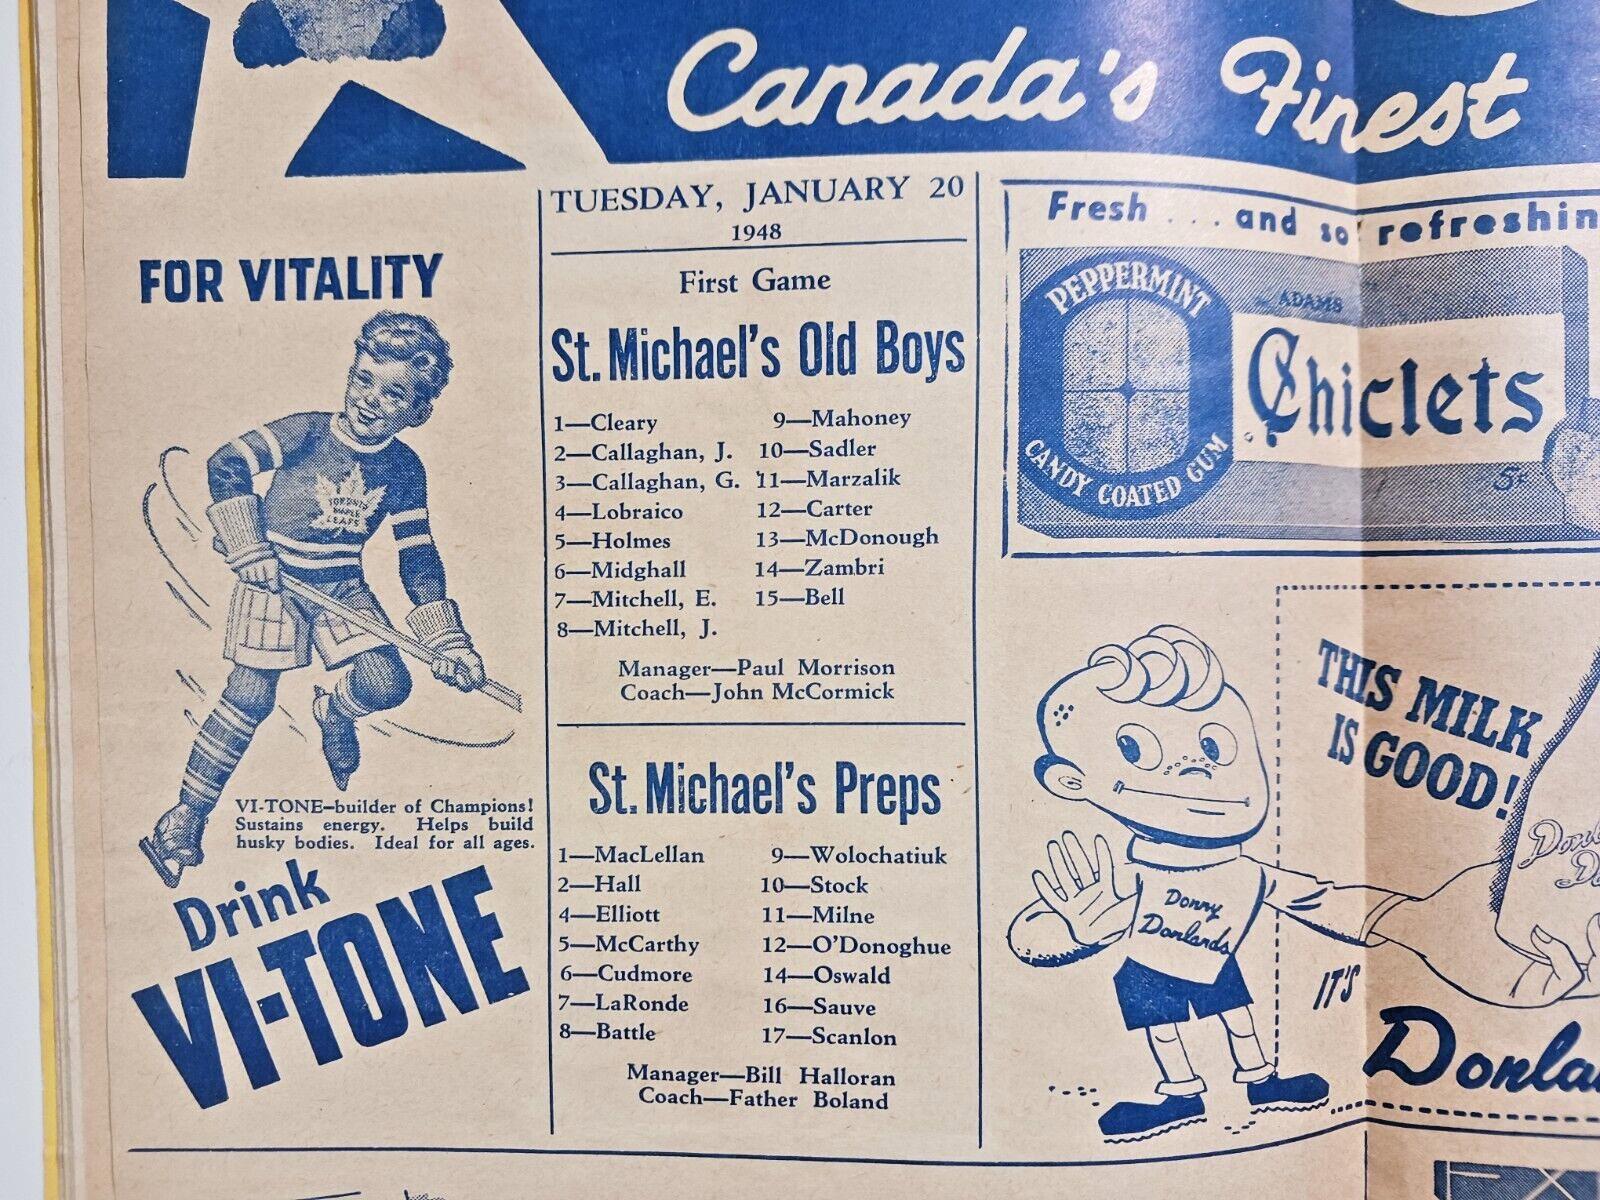 Canada's Finest
FOR VITALITY
TORONTO
MAPLE
LEAFS
VI-TONE—builder of Champions!
Sustains energy. Helps build
husky bodies. Ideal for all ages.
Drink
VI-TONE
TUESDAY, JANUARY 20
1948
First Game
St. Michael's Old Boys
1—Cleary
2—Callaghan, J.
3—Callaghan, G.
4—Lobraico
5—Holmes
6—Midghall
7—Mitchell, E.
8—Mitchell, J.
9—Mahoney
10—Sadler
11—Marzalik
12—Carter
13—McDonough
14—Zambri
15—Bell
Manager—Paul Morrison
Coach—John McCormick
St. Michael's Preps
1—MacLellan
2—Hall
4—Elliott
5—McCarthy
6—Cudmore
7—LaRonde
8—Battle
9—Wolochatiuk
10—Stock
11—Milne
12—O'Donoghue
14—Oswald
16—Sauve
17—Scanlon
Manager—Bill Halloran
Coach—Father Boland
Fresh . . . and so refreshin
PEPPERMINT
CANDY COATED GUM
ADAMS
Chiclets
5¢
THIS MILK
IS GOOD!
Donny
Donlands
IT'S
Donla